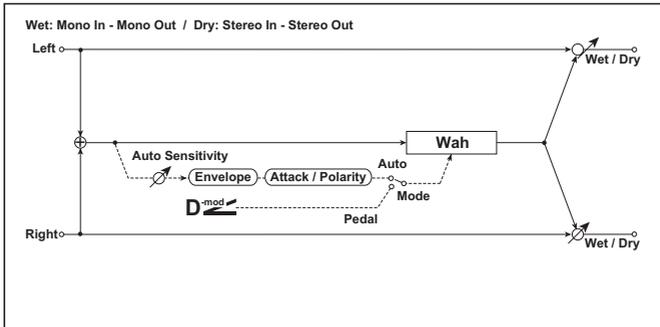 Wet: Mono In - Mono Out / Dry: Stereo In - Stereo Out
Left
Wet / Dry
Wah
Auto Sensitivity
Auto
Envelope
Attack / Polarity
Mode
D-mod
Pedal
Right
Wet / Dry